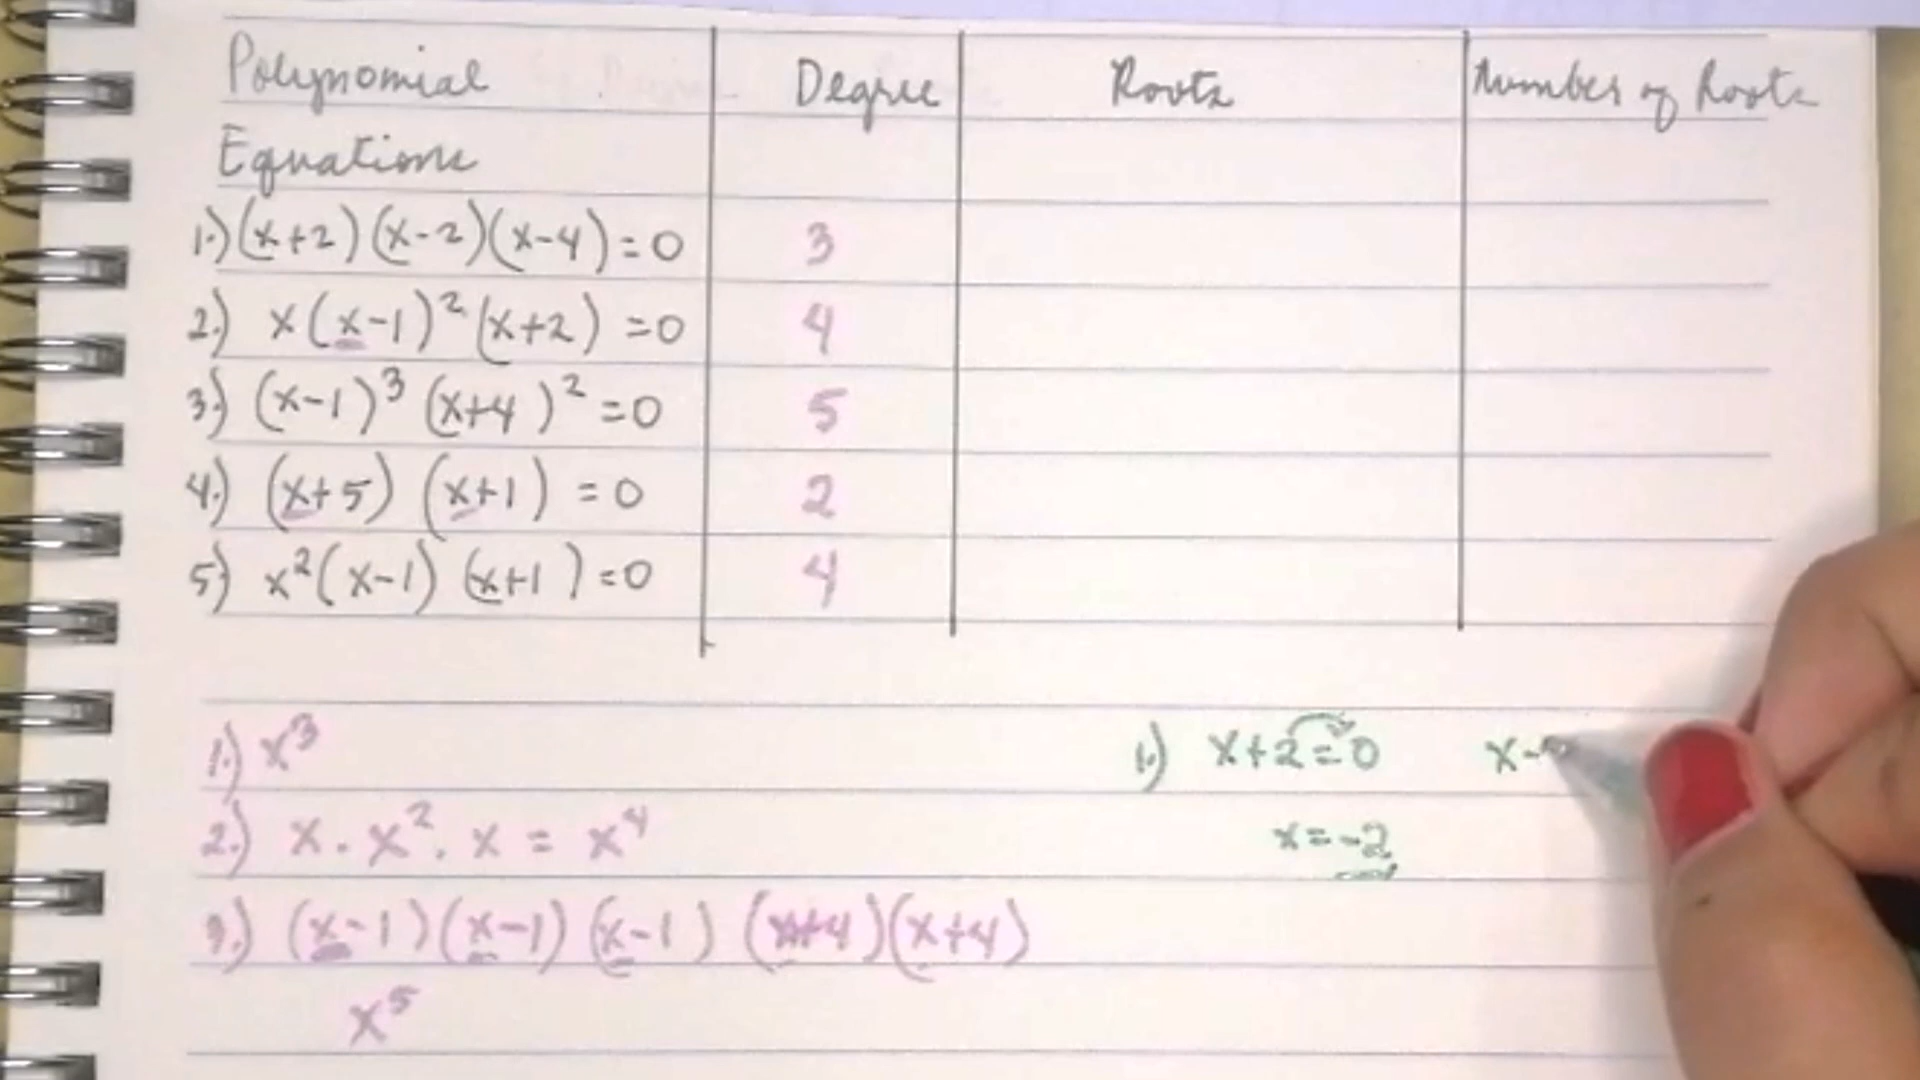 Polynomial Equations Degree Roots Number of Roots
1.) (x+2)(x-2)(x-4)=0 3
2.) x(x-1)²(x+2)=0 4
3.) (x-1)³(x+4)²=0 5
4.) (x+5)(x+1)=0 2
5.) x²(x-1)(x+1)=0 4
1.) x³
2.) x . x² . x = x⁴
3.) (x-1)(x-1)(x-1)(x+4)(x+4)
x⁵
1.) x+2=0 x-
x=-2